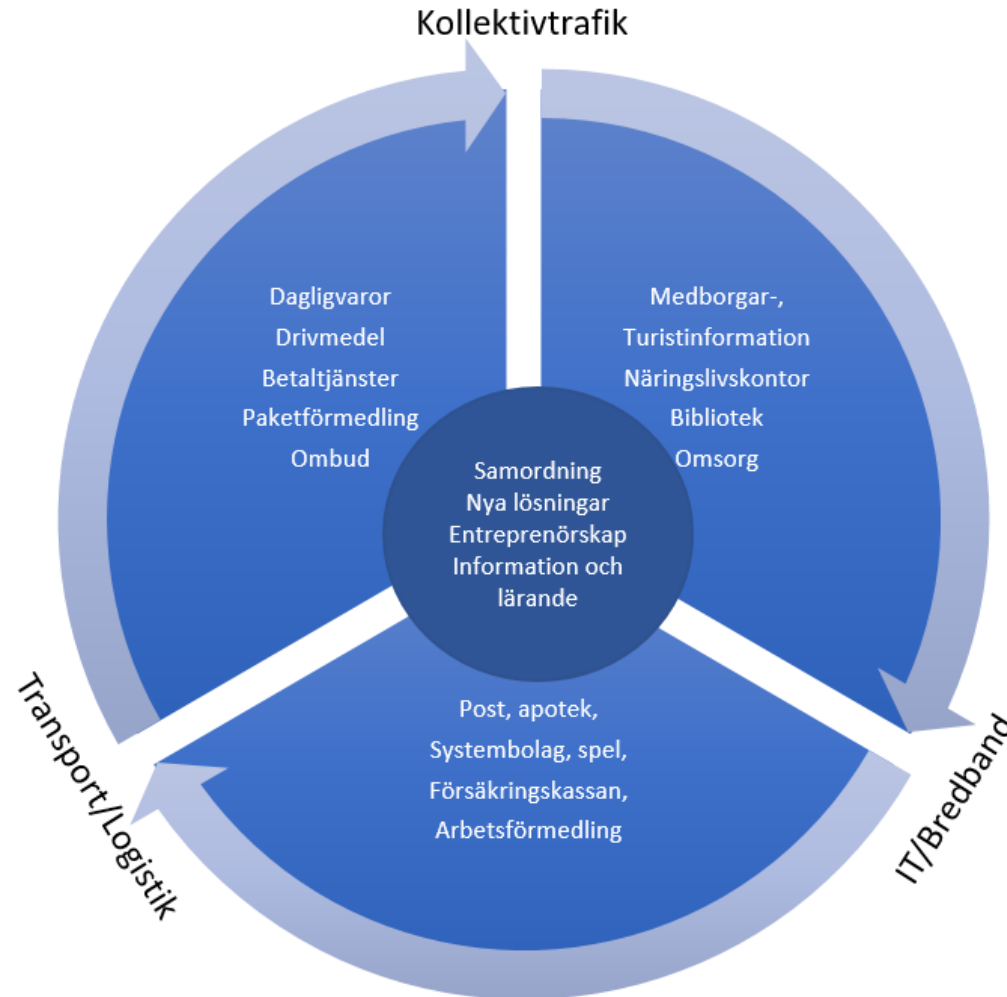 Kollektivtrafik
Dagligvaror
Drivmedel
Betaltjänster
Paketförmedling
Ombud
Medborgar-,
Turistinformation
Näringslivskontor
Bibliotek
Omsorg
Samordning
Nya lösningar
Entreprenörskap
Information och
lärande
Post, apotek,
Systembolag, spel,
Försäkringskassan,
Arbetsförmedling
Transport/Logistik
IT/Bredband